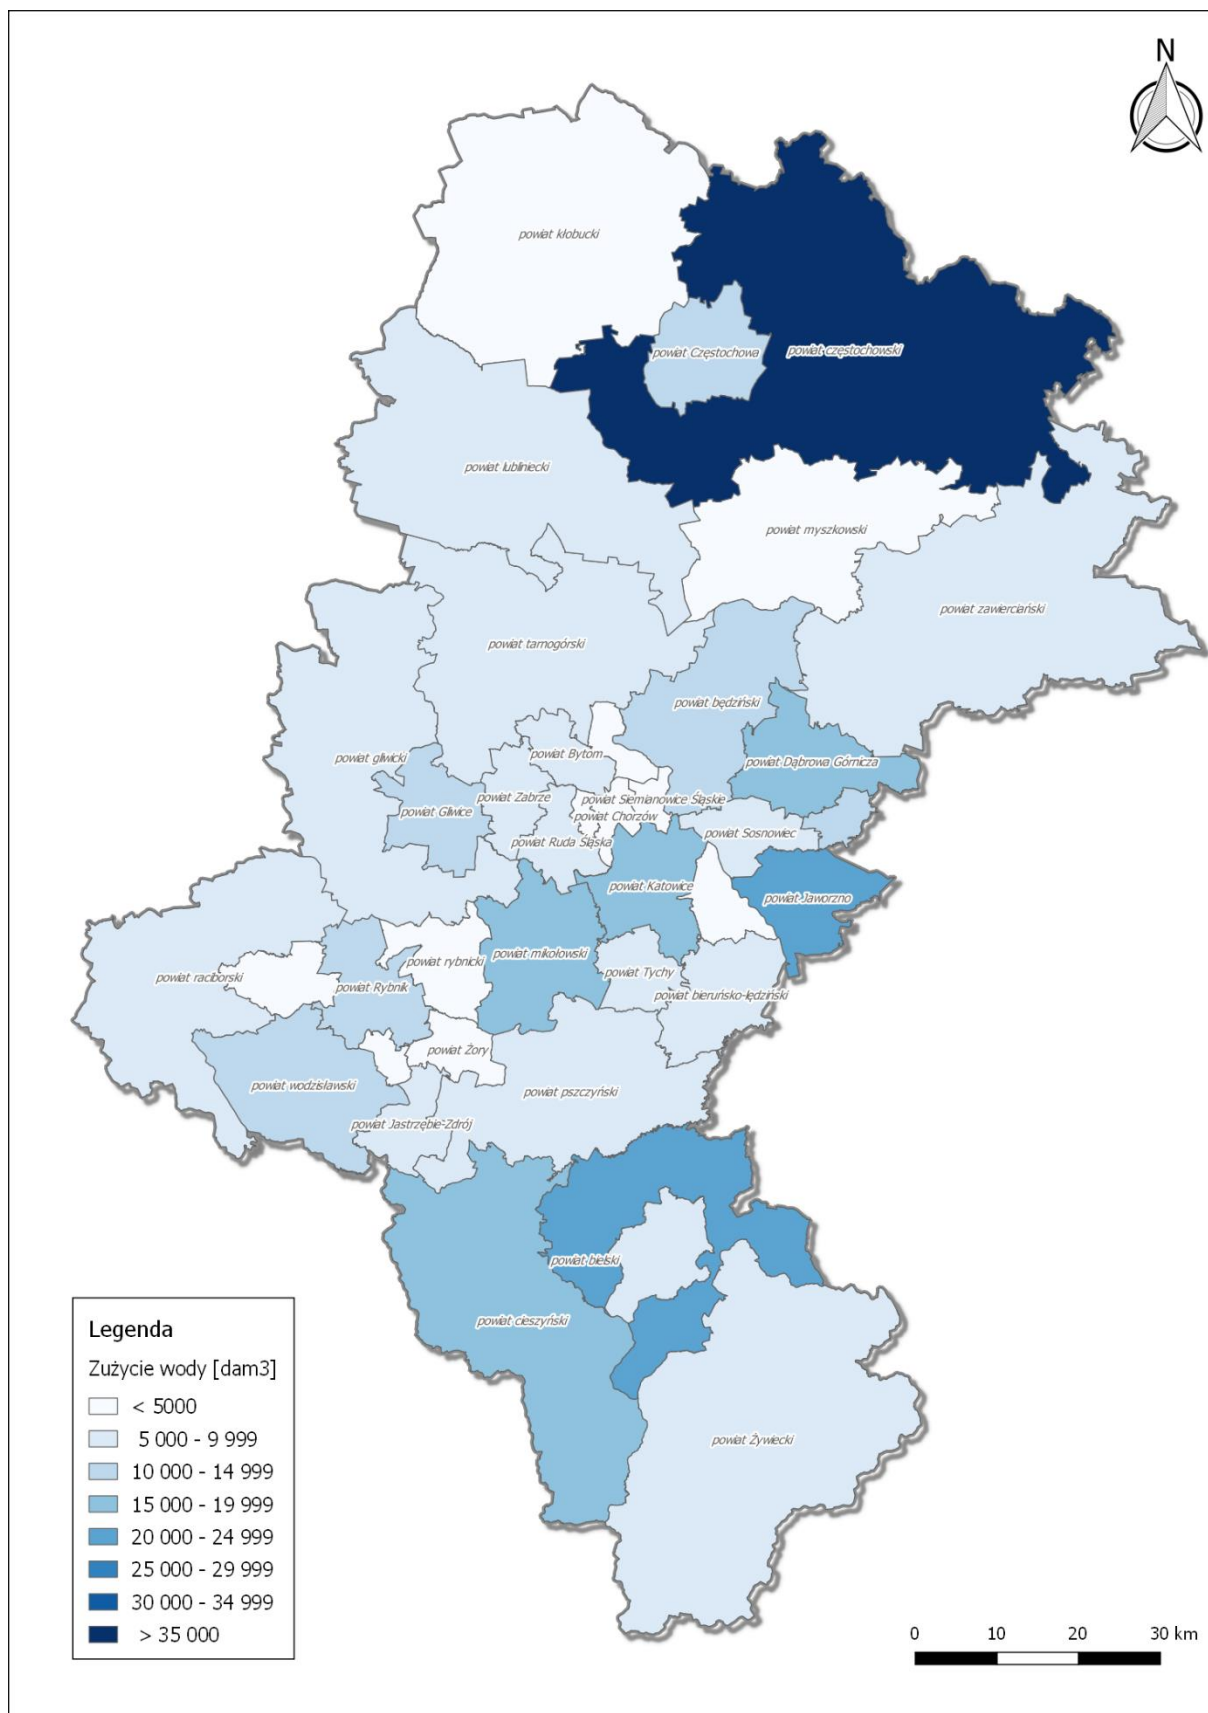 N
powiat kłobucki
powiat Częstochowa
powiat częstochowski
powiat lubliniecki
powiat myszkowski
powiat zawierciański
powiat tarnogórski
powiat będziński
powiat gliwicki
powiat Bytom
powiat Dąbrowa Górnicza
powiat Zabrze
powiat Siemianowice Śląskie
powiat Gliwice
powiat Chorzów
powiat Sosnowiec
powiat Ruda Śląska
powiat Katowice
powiat Jaworzno
powiat mikołowski
powiat rybnicki
powiat raciborski
powiat Tychy
powiat Rybnik
powiat bieruńsko-lędziński
powiat Żory
powiat wodzisławski
powiat pszczyński
powiat Jastrzębie-Zdrój
powiat bielski
powiat cieszyński
powiat Żywiecki
Legenda
Zużycie wody [dam3]
< 5000
5 000 - 9 999
10 000 - 14 999
15 000 - 19 999
20 000 - 24 999
25 000 - 29 999
30 000 - 34 999
> 35 000
0 10 20 30 km